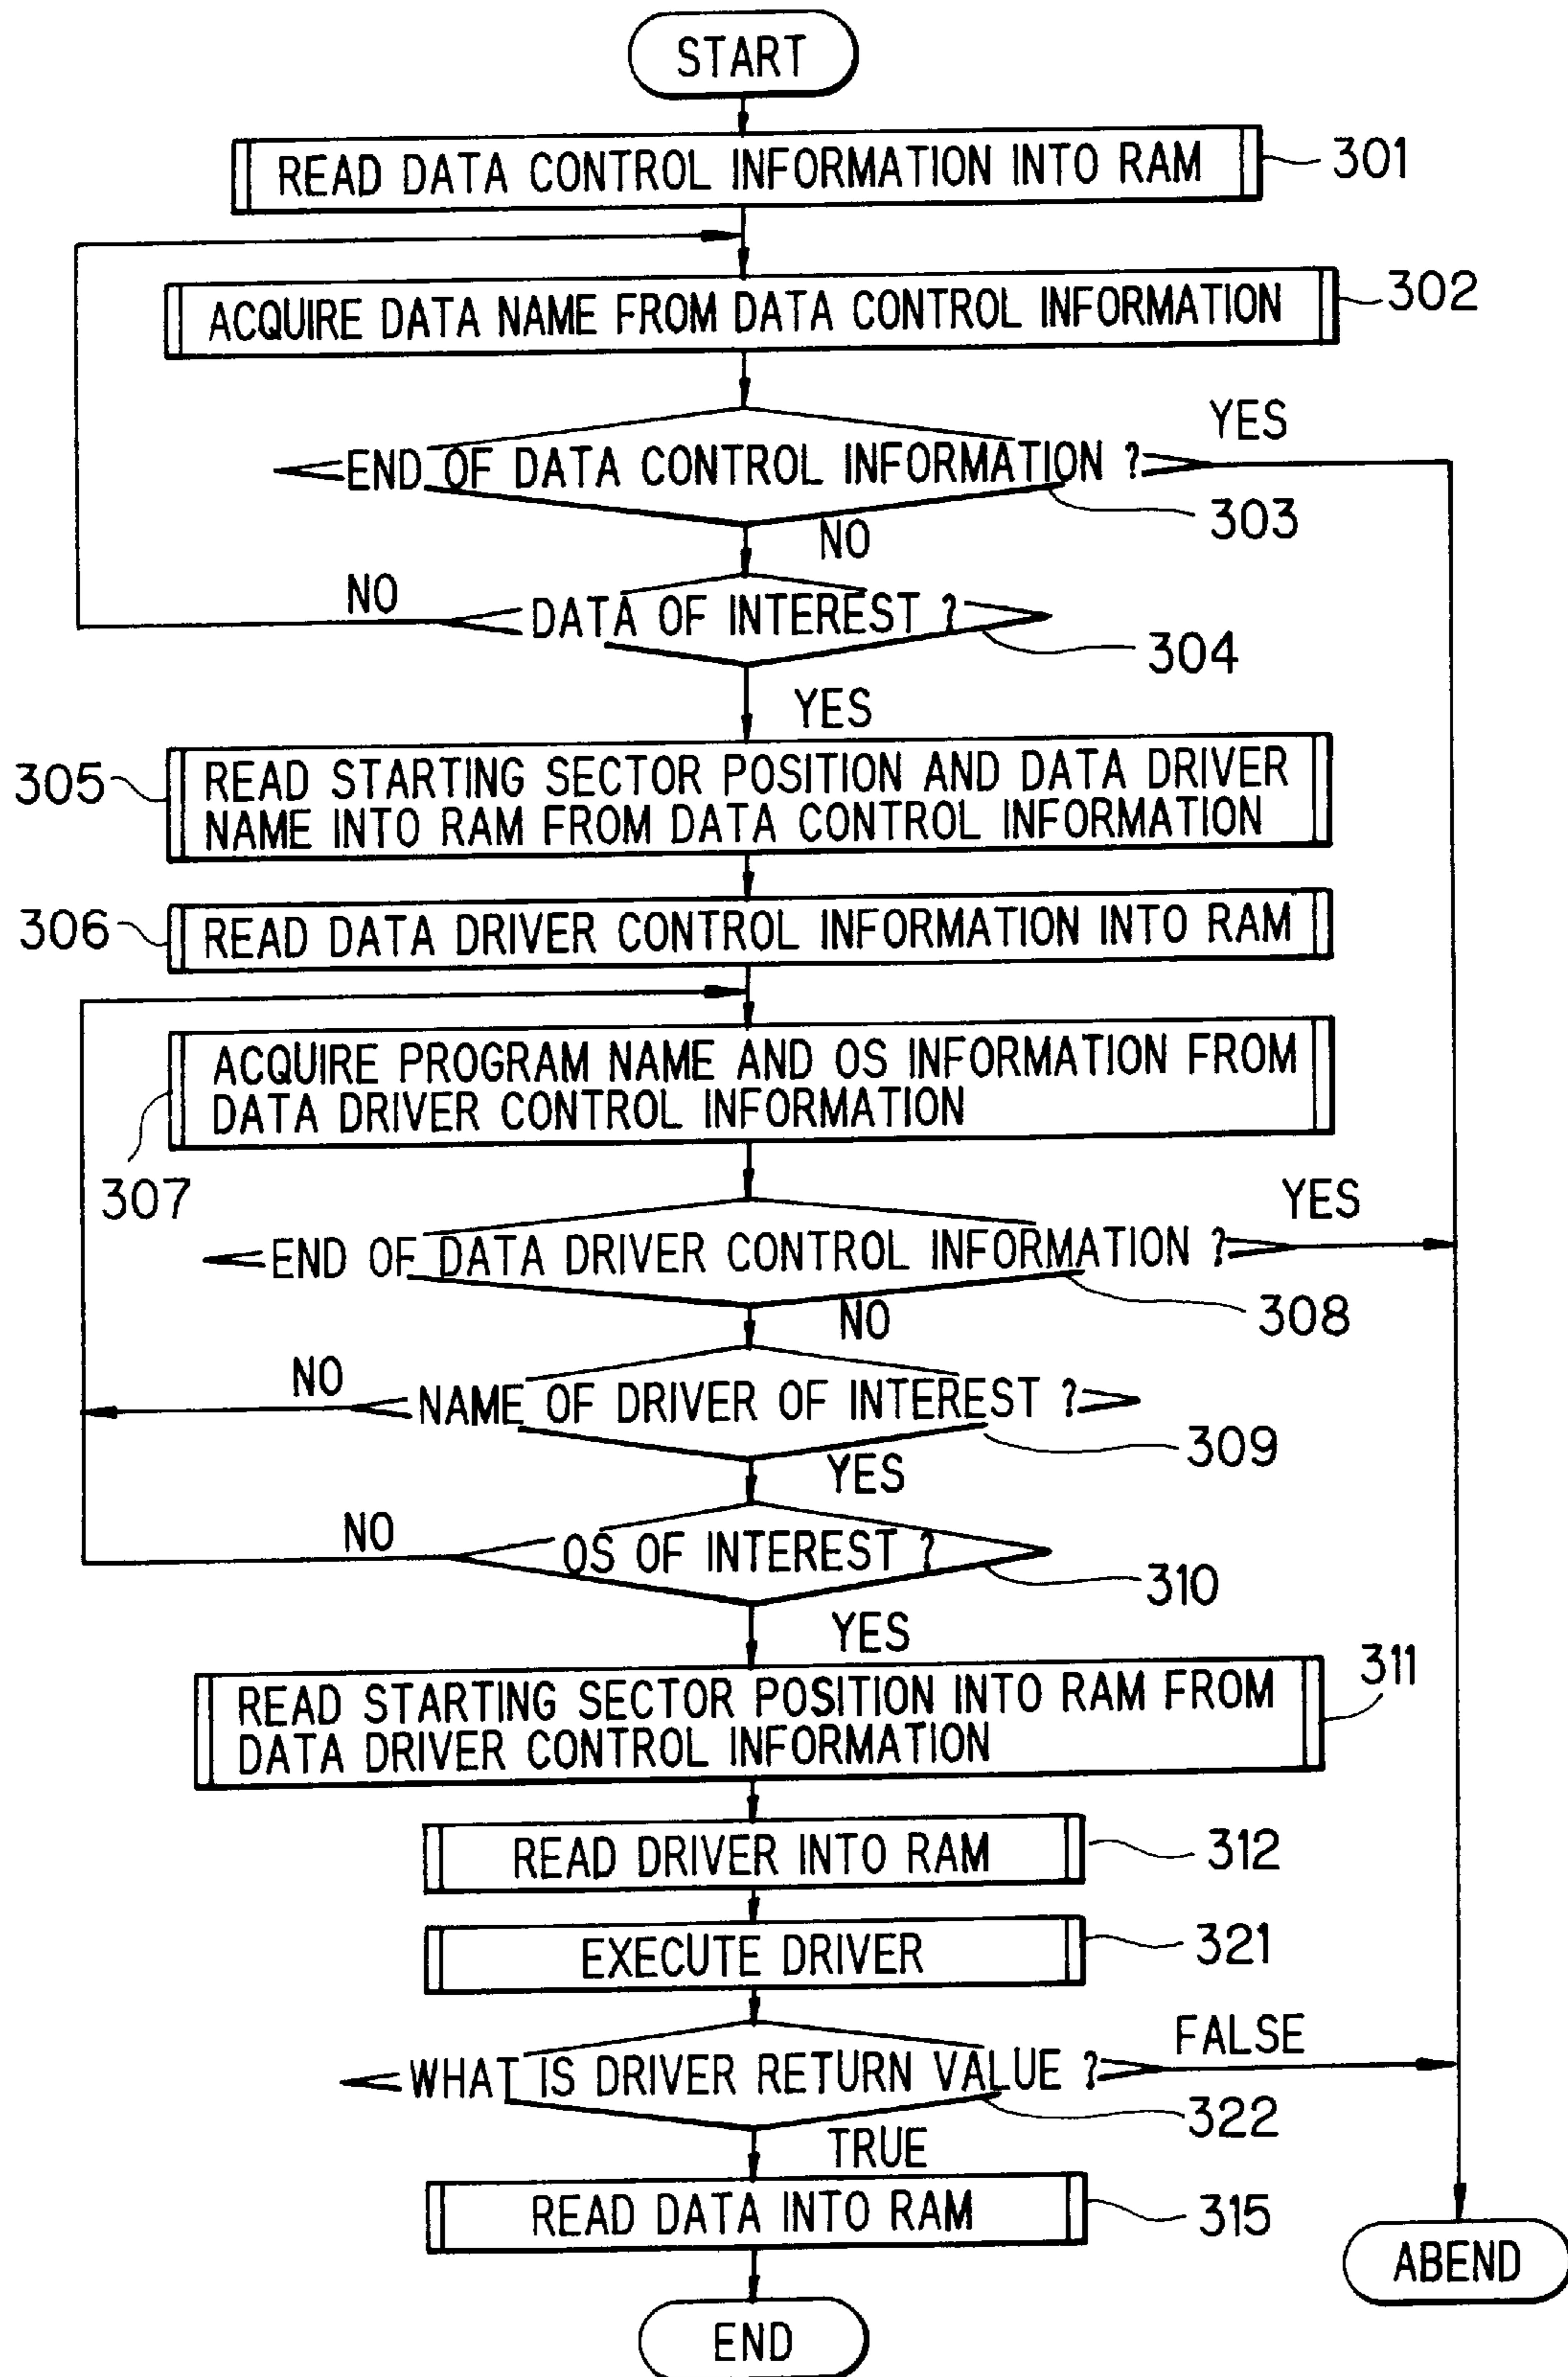 START
READ DATA CONTROL INFORMATION INTO RAM
301
ACQUIRE DATA NAME FROM DATA CONTROL INFORMATION
302
YES
END OF DATA CONTROL INFORMATION ?
303
NO
NO
DATA OF INTEREST ?
304
YES
305
READ STARTING SECTOR POSITION AND DATA DRIVER
NAME INTO RAM FROM DATA CONTROL INFORMATION
306
READ DATA DRIVER CONTROL INFORMATION INTO RAM
ACQUIRE PROGRAM NAME AND OS INFORMATION FROM
DATA DRIVER CONTROL INFORMATION
307
YES
END OF DATA DRIVER CONTROL INFORMATION ?
308
NO
NO
NAME OF DRIVER OF INTEREST ?
309
YES
NO
OS OF INTEREST ?
310
YES
311
READ STARTING SECTOR POSITION INTO RAM FROM
DATA DRIVER CONTROL INFORMATION
READ DRIVER INTO RAM
312
EXECUTE DRIVER
321
FALSE
WHAT IS DRIVER RETURN VALUE ?
322
TRUE
READ DATA INTO RAM
315
ABEND
END